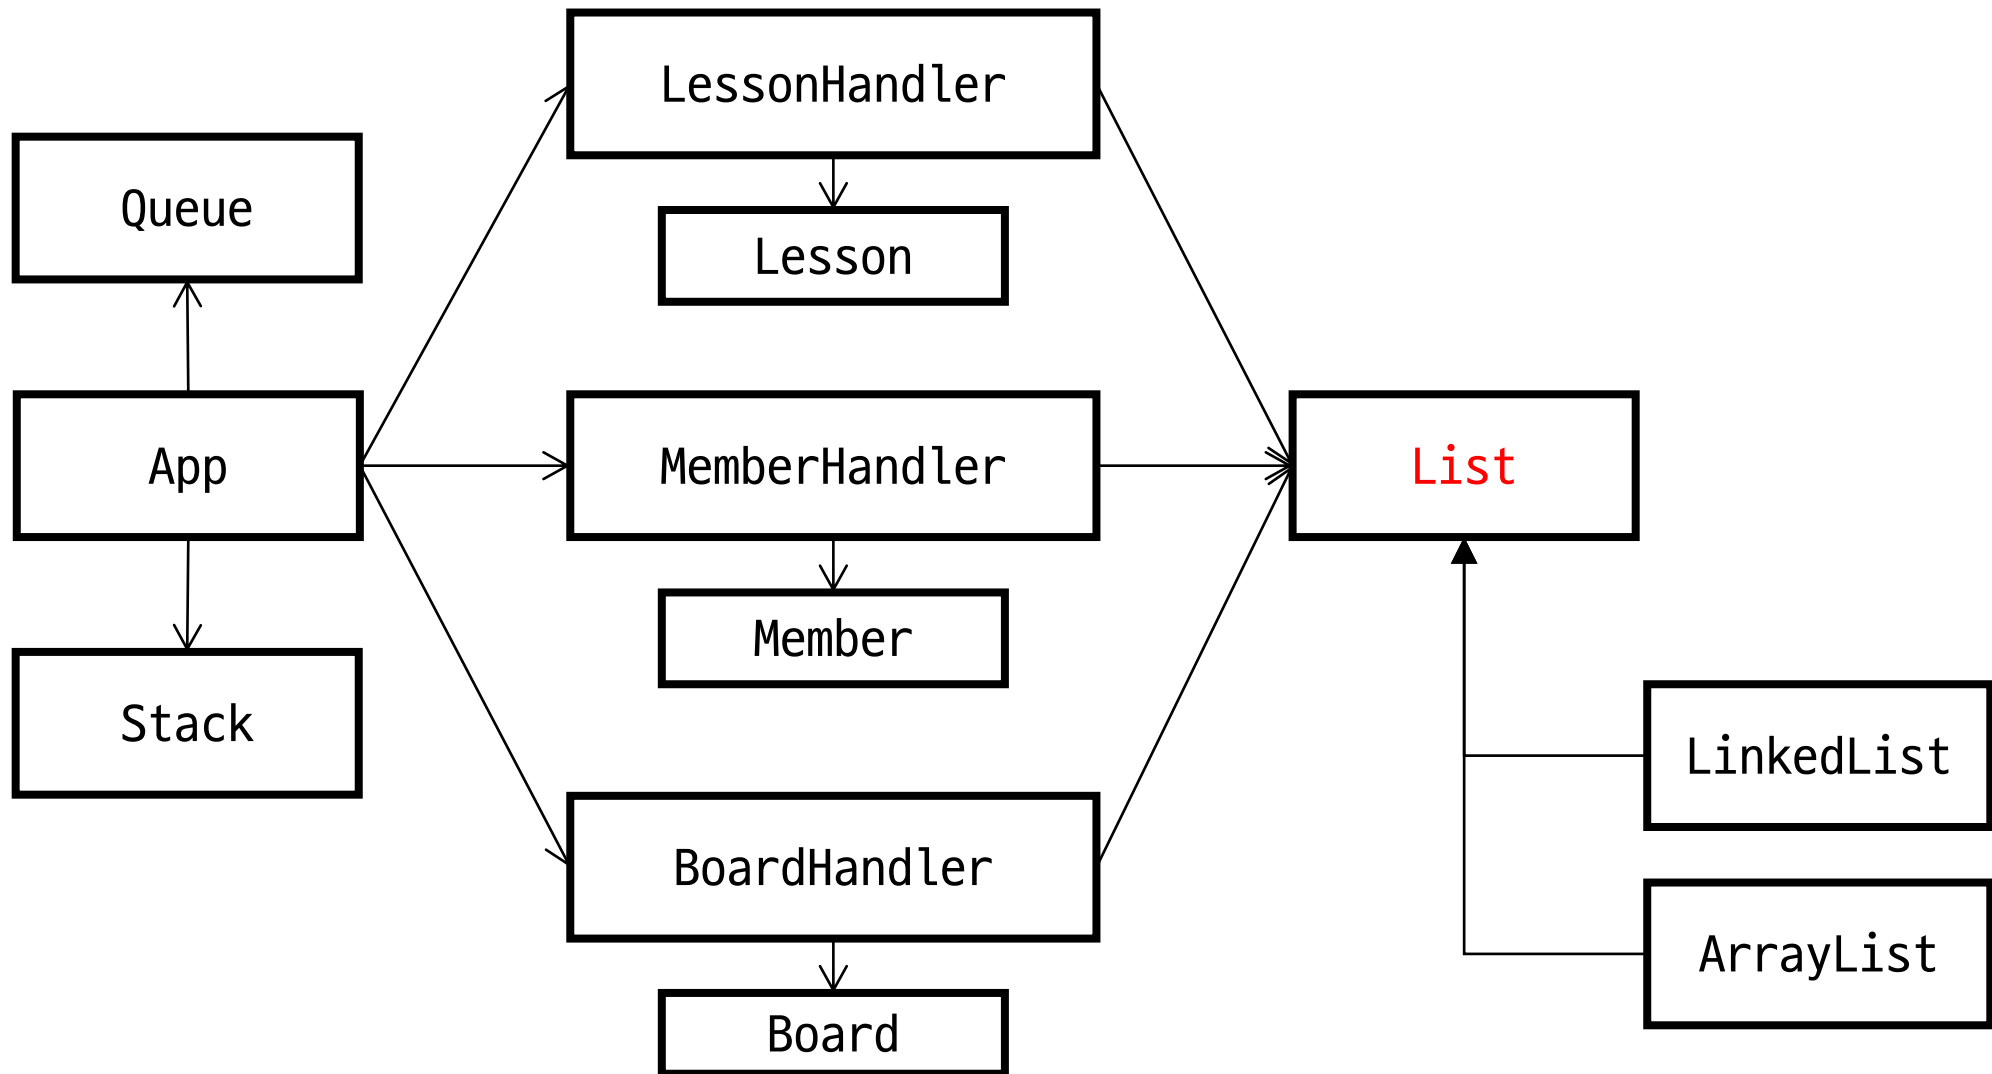 LessonHandler
Queue
Lesson
App
MemberHandler
List
Member
Stack
LinkedList
BoardHandler
ArrayList
Board